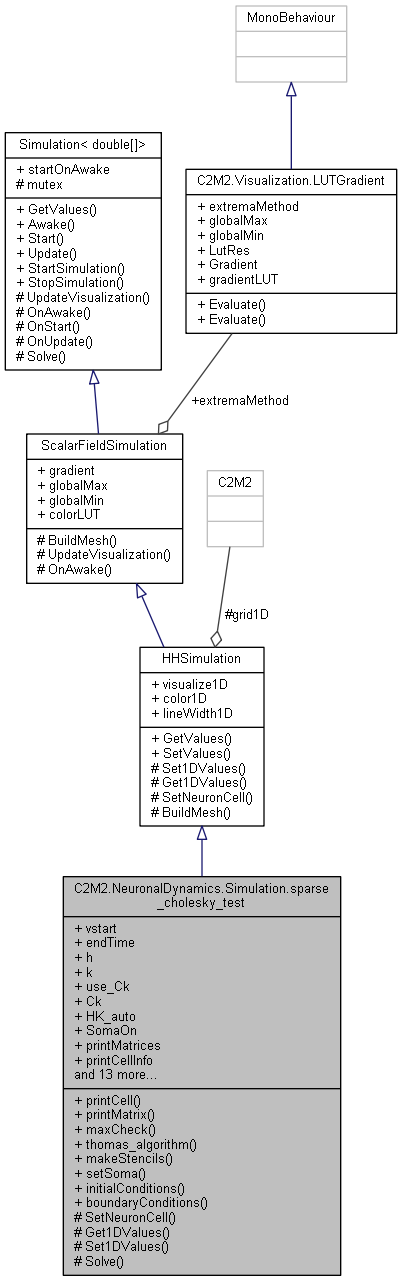 MonoBehaviour
Simulation< double[]>
+ startOnAwake
# mutex
+ GetValues()
+ Awake()
+ Start()
+ Update()
+ StartSimulation()
+ StopSimulation()
# UpdateVisualization()
# OnAwake()
# OnStart()
# OnUpdate()
# Solve()
C2M2.Visualization.LUTGradient
+ extremaMethod
+ globalMax
+ globalMin
+ LutRes
+ Gradient
+ gradientLUT
+ Evaluate()
+ Evaluate()
+extremaMethod
ScalarFieldSimulation
+ gradient
+ globalMax
+ globalMin
+ colorLUT
# BuildMesh()
# UpdateVisualization()
# OnAwake()
C2M2
#grid1D
HHSimulation
+ visualize1D
+ color1D
+ lineWidth1D
+ GetValues()
+ SetValues()
# Set1DValues()
# Get1DValues()
# SetNeuronCell()
# BuildMesh()
C2M2.NeuronalDynamics.Simulation.sparse
_cholesky_test
+ vstart
+ endTime
+ h
+ k
+ use_Ck
+ Ck
+ HK_auto
+ SomaOn
+ printMatrices
+ printCellInfo
and 13 more...
+ printCell()
+ printMatrix()
+ maxCheck()
+ thomas_algorithm()
+ makeStencils()
+ setSoma()
+ initialConditions()
+ boundaryConditions()
# SetNeuronCell()
# Get1DValues()
# Set1DValues()
# Solve()